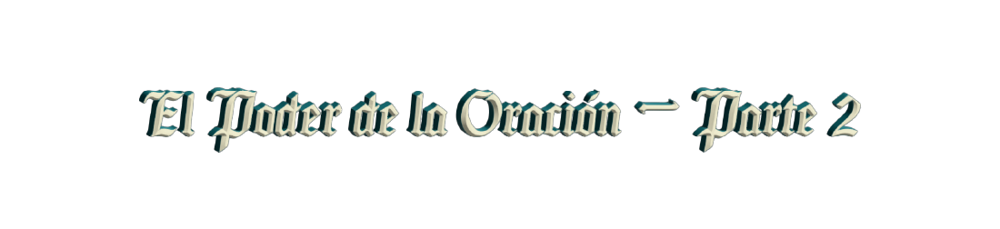 El Poder de la Oración – Parte 2